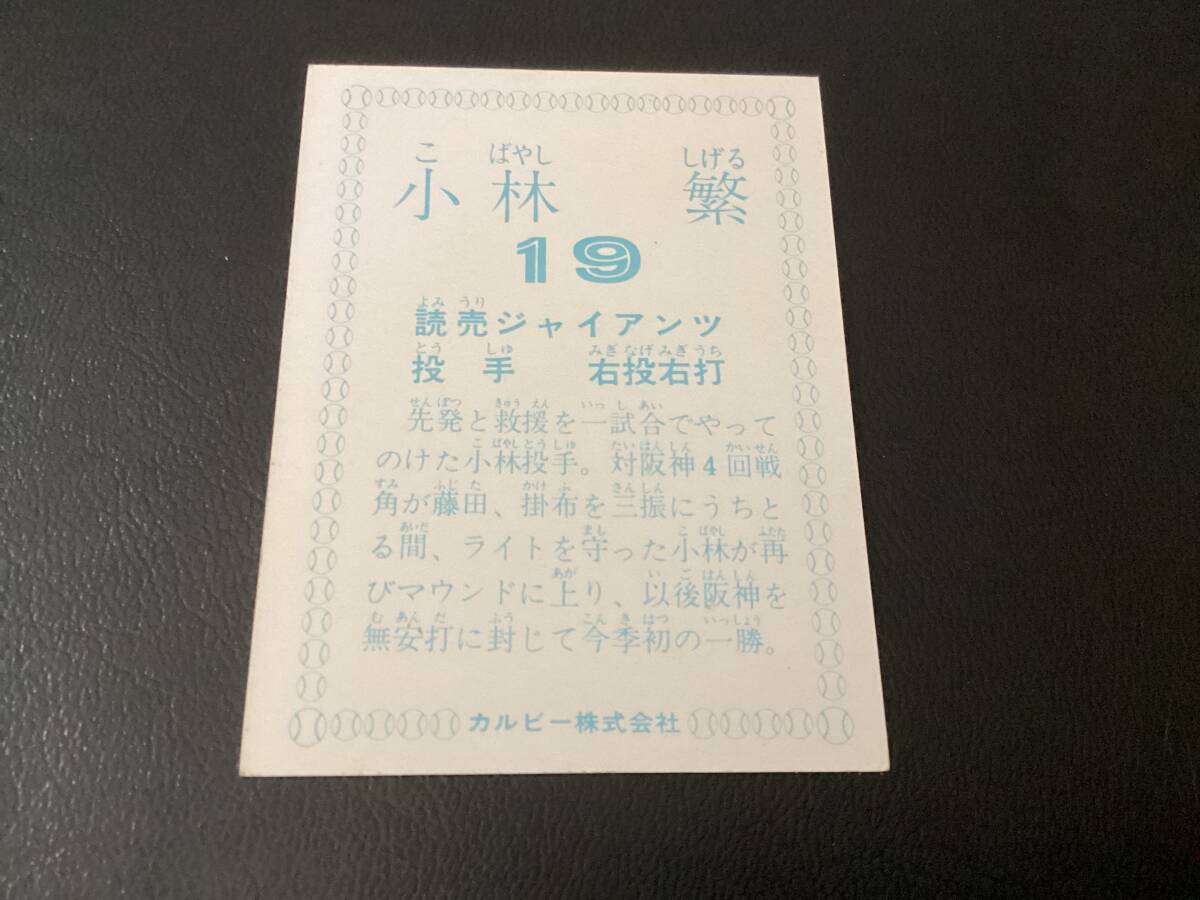 こ ばやし しげる
小林 繁
19
よみ うり
読売ジャイアンツ
とう しゅ みぎ なげ みぎ うち
投手 右投右打
せん ぱつ きゅう えん いっ し あい
先発と救援を一試合でやって
こ ばやし とう しゅ たい はん しん かい せん
のけた小林投手。対阪神4回戦
すみ ふじ た かけ ふ さん しん
角が藤田、掛布を三振にうちと
あいだ まも こ ばやし ふたた
る間、ライトを守った小林が再
あが い ご はん しん
びマウンドに上り、以後阪神を
む あん だ ふう こん き はつ いっしょう
無安打に封じて今季初の一勝。
カルビー株式会社